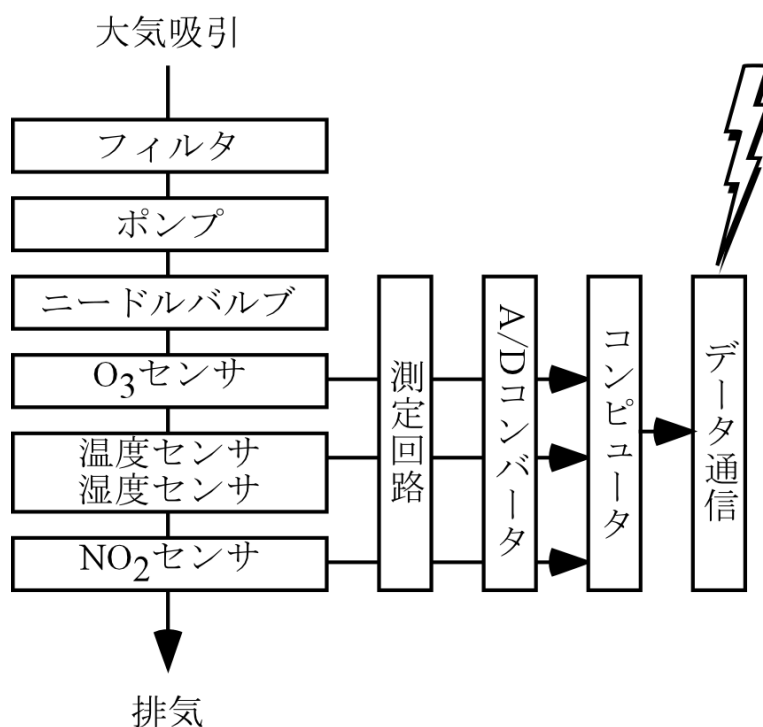 大気吸引
フィルタ
ポンプ
ニードルバルブ
O₃センサ
温度センサ
湿度センサ
NO₂センサ
排気
測定回路
A/Dコンバータ
コンピュータ
データ通信